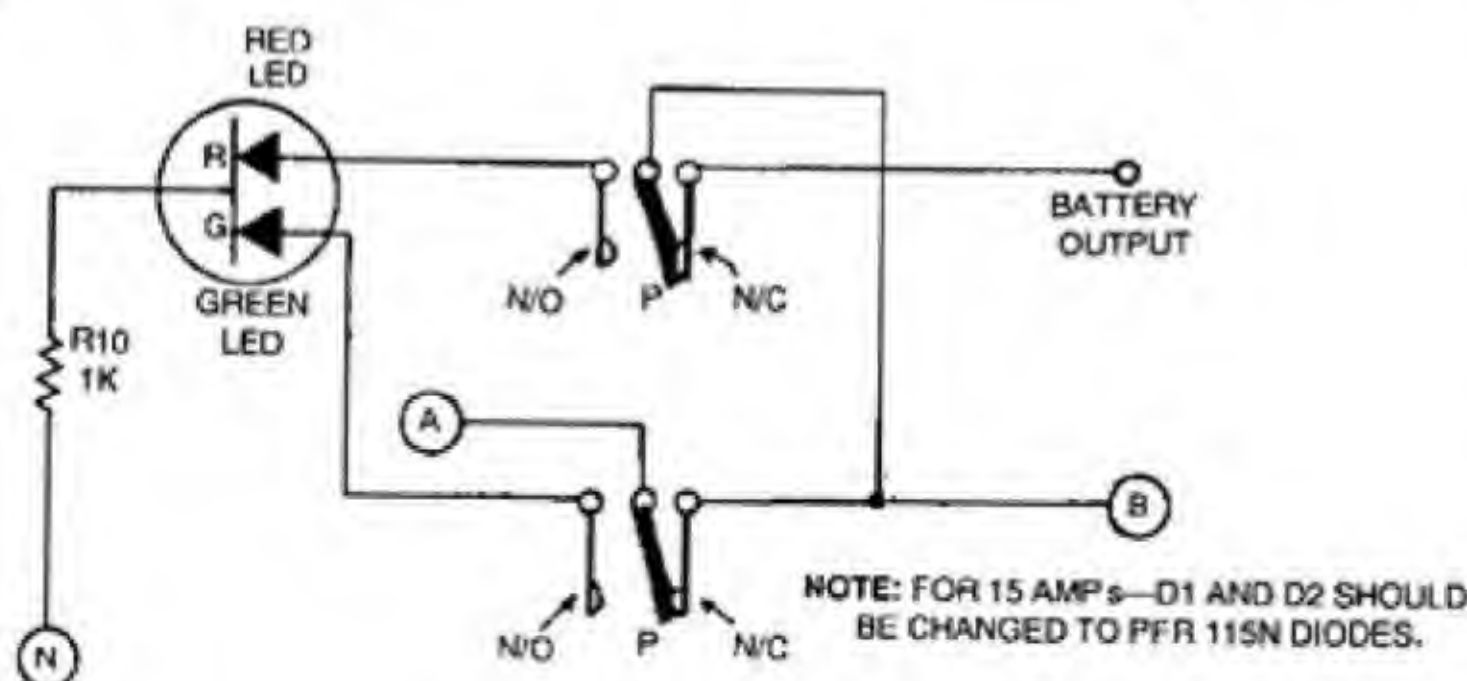 RED
LED
R
G
GREEN
LED
R10
1K
N
N/O
P
N/C
BATTERY
OUTPUT
A
B
N/O
P
N/C
NOTE: FOR 15 AMPs—D1 AND D2 SHOULD
BE CHANGED TO PFR 115N DIODES.